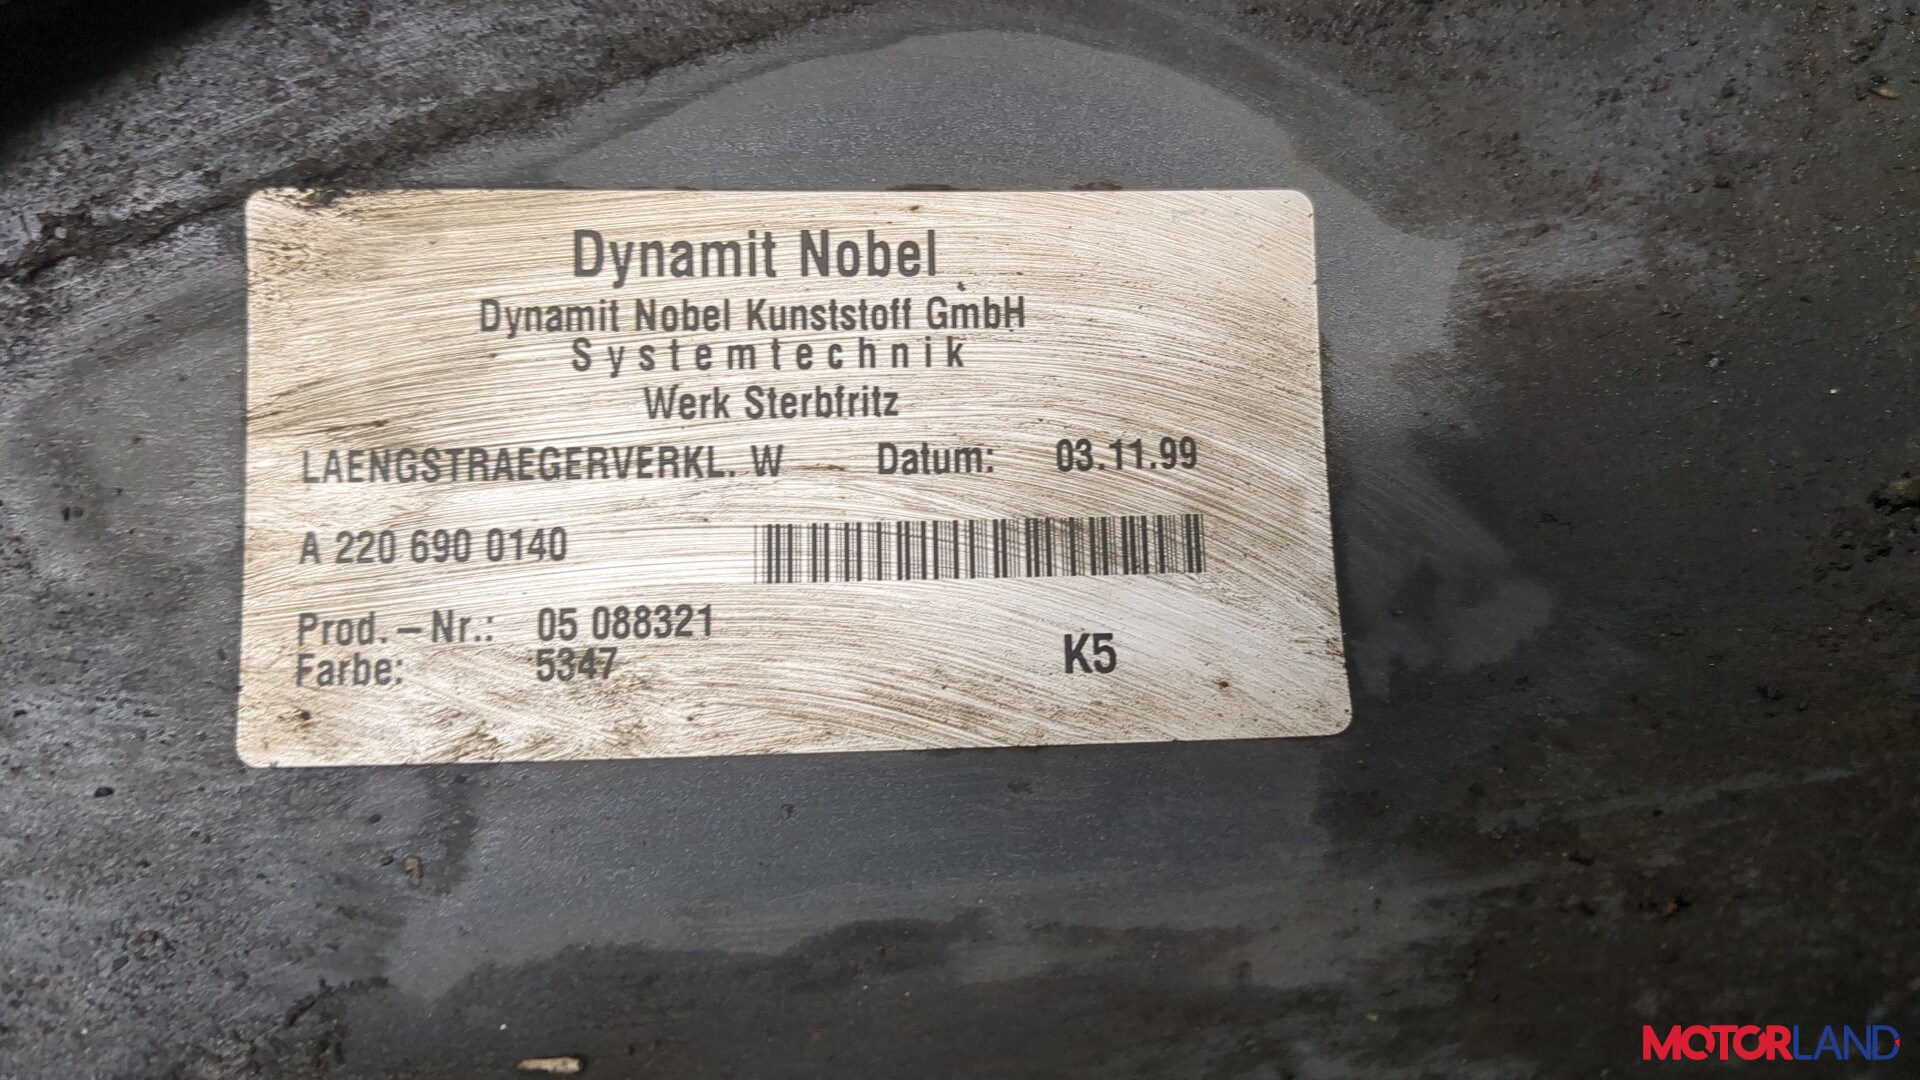 Dynamit Nobel
Dynamit Nobel Kunststoff GmbH
Systemtechnik
Werk Sterbfritz
LAENGSTRAEGERVERKL. W Datum: 03.11.99
A 220 690 0140
Prod.-Nr.: 05 088321
Farbe: 5347
K5
MOTORLAND